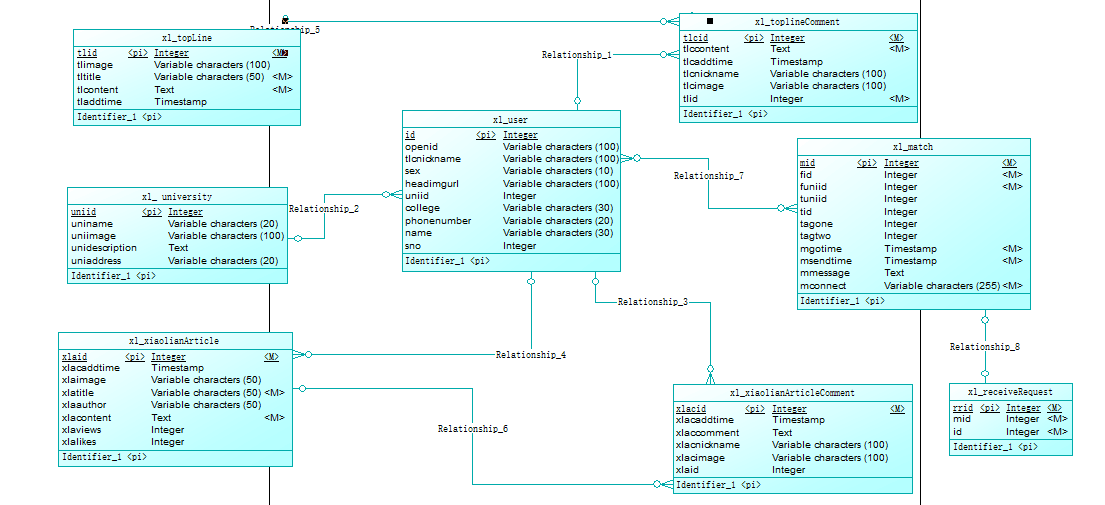 Relationship_5
xl_topLine
tlid <pi> Integer <M>
tlimage Variable characters (100)
tltitle Variable characters (50) <M>
tlcontent Text <M>
tladdtime Timestamp
Identifier_1 <pi>
xl_toplineComment
tlcid <pi> Integer <M>
tlccontent Text <M>
tlcaddtime Timestamp
tlcnickname Variable characters (100)
tlcimage Variable characters (100)
tlid Integer <M>
Identifier_1 <pi>
Relationship_1
xl_user
id <pi> Integer
openid Variable characters (100)
tlcnickname Variable characters (100)
sex Variable characters (10)
headimgurl Variable characters (100)
uniid Integer
college Variable characters (30)
phonenumber Variable characters (20)
name Variable characters (30)
sno Integer
Identifier_1 <pi>
xl_match
mid <pi> Integer <M>
fid Integer <M>
funiid Integer <M>
tuniid Integer
tid Integer
tagone Integer
tagtwo Integer
mgotime Timestamp <M>
msendtime Timestamp <M>
mmessage Text
mconnect Variable characters (255) <M>
Identifier_1 <pi>
Relationship_7
xl_ university
uniid <pi> Integer
uniname Variable characters (20)
uniimage Variable characters (100)
unidescription Text
uniaddress Variable characters (20)
Identifier_1 <pi>
Relationship_2
Relationship_3
Relationship_4
Relationship_8
xl_xiaolianArticle
xlaid <pi> Integer <M>
xlacaddtime Timestamp
xlaimage Variable characters (50)
xlatitle Variable characters (50) <M>
xlaauthor Variable characters (50)
xlacontent Text <M>
xlaviews Integer
xlalikes Integer
Identifier_1 <pi>
Relationship_6
xl_xiaolianArticleComment
xlacid <pi> Integer <M>
xlacaddtime Timestamp
xlaccomment Text
xlacnickname Variable characters (100)
xlacimage Variable characters (100)
xlaid Integer
Identifier_1 <pi>
xl_receiveRequest
rrid <pi> Integer <M>
mid Integer <M>
id Integer <M>
Identifier_1 <pi>